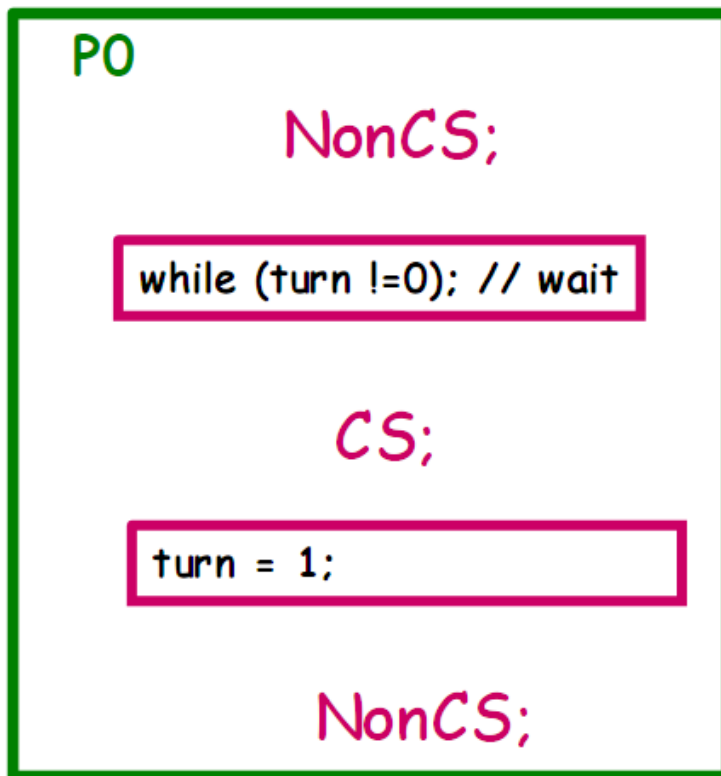 P0
NonCS;
while (turn !=0); // wait
CS;
turn = 1;
NonCS;